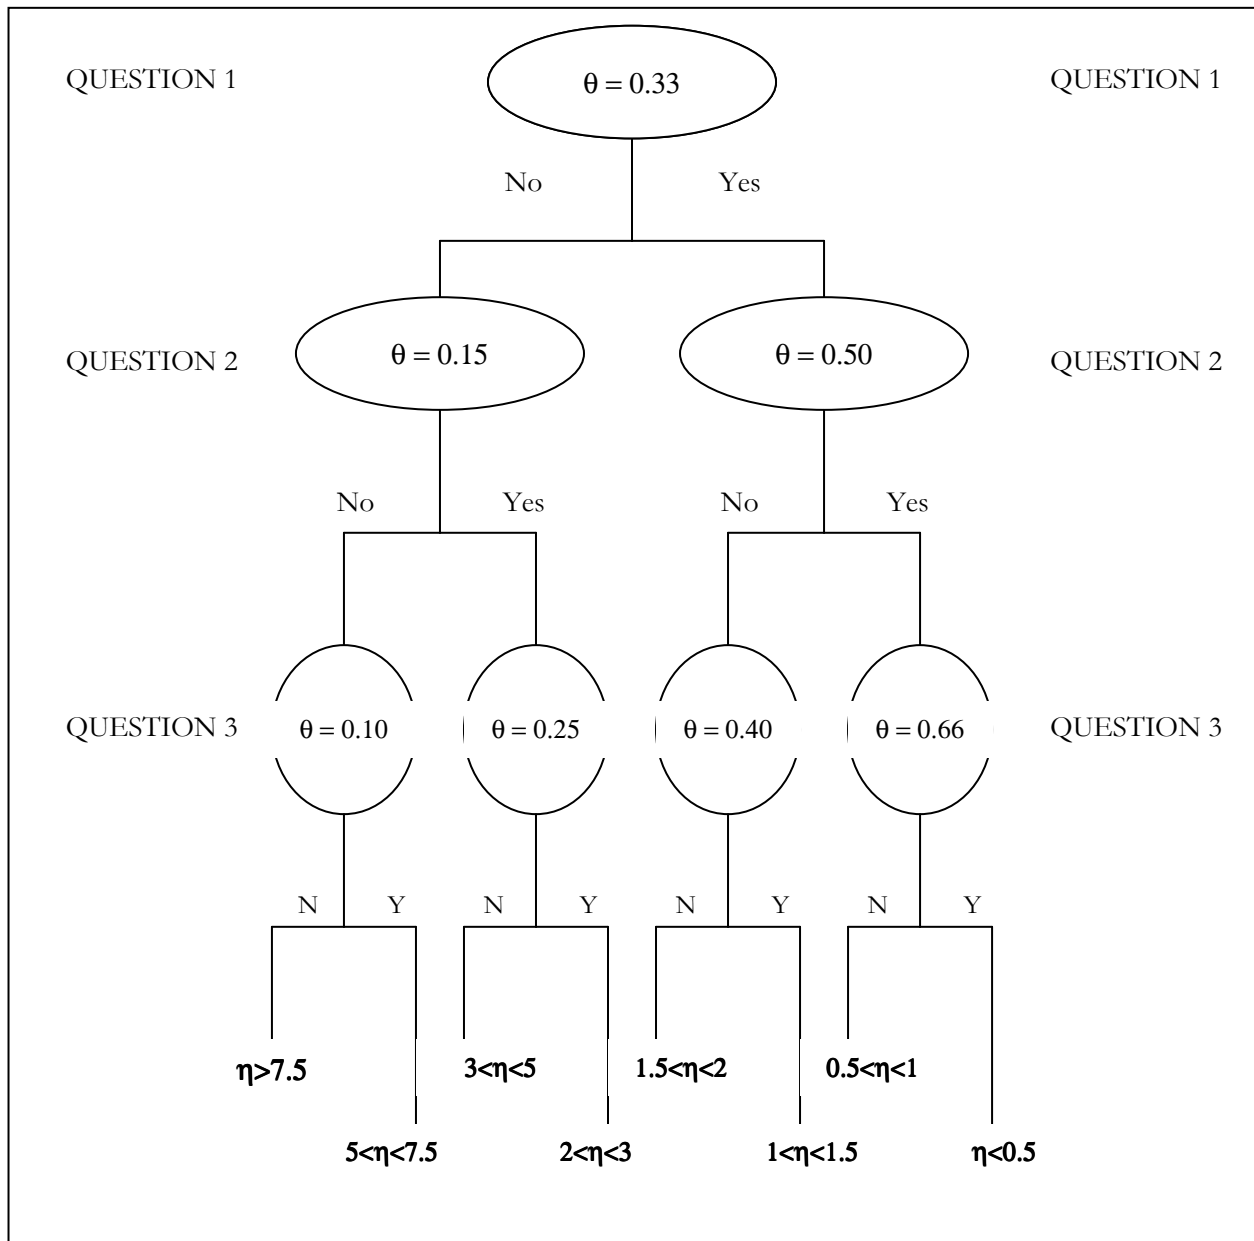 QUESTION 1 θ = 0.33 QUESTION 1
No Yes
QUESTION 2 θ = 0.15 θ = 0.50 QUESTION 2
No Yes No Yes
QUESTION 3 θ = 0.10 θ = 0.25 θ = 0.40 θ = 0.66 QUESTION 3
N Y N Y N Y N Y
η>7.5 3<η<5 1.5<η<2 0.5<η<1
5<η<7.5 2<η<3 1<η<1.5 η<0.5